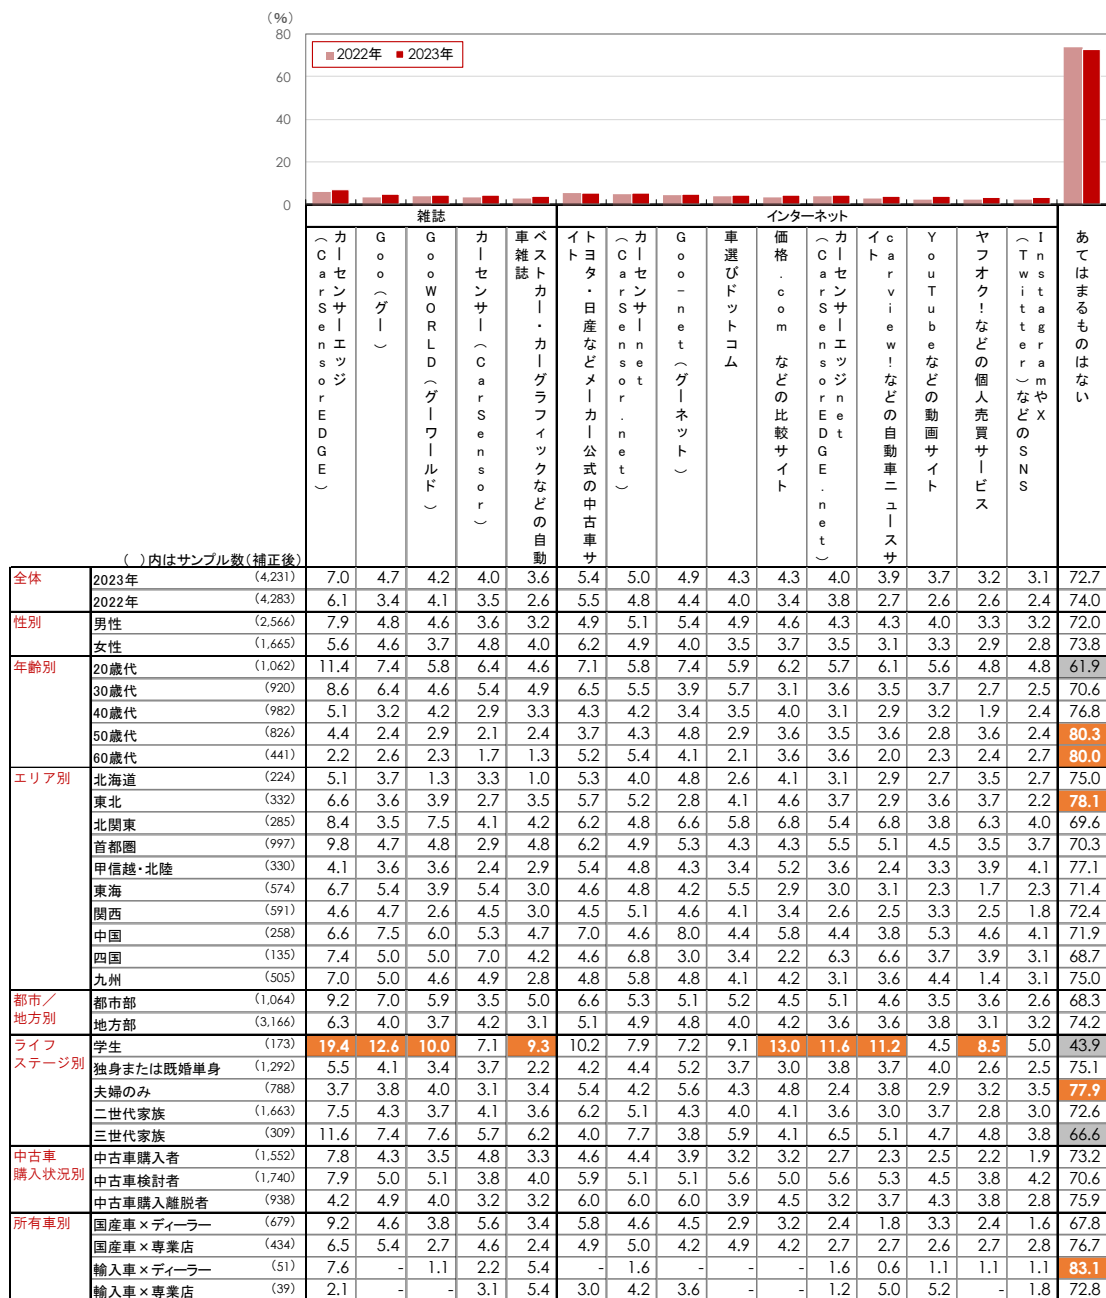 (%)
80
60
40
20
0
2022年 2023年
雑誌 インターネット
カーセンサーエッジ（CarSensorEDGE）
Goo（グー）
GooWORLD（グーワールド）
カーセンサー（CarSensor）
ベストカー・カーグラフィックなどの自動車雑誌
トヨタ・日産などメーカー公式の中古車サイト
カーセンサーnet（CarSensor.net）
Goo-net（グーネット）
車選びドットコム
価格.com などの比較サイト
カーセンサーエッジnet（CarSensorEDGE.net）
carview!などの自動車ニュースサイト
YouTubeなどの動画サイト
ヤフオク!などの個人売買サービス
InstagramやX（Twitter）などのSNS
あてはまるものはない
( )内はサンプル数(補正後)
全体 2023年 (4,231) 7.0 4.7 4.2 4.0 3.6 5.4 5.0 4.9 4.3 4.3 4.0 3.9 3.7 3.2 3.1 72.7
2022年 (4,283) 6.1 3.4 4.1 3.5 2.6 5.5 4.8 4.4 4.0 3.4 3.8 2.7 2.6 2.6 2.4 74.0
性別 男性 (2,566) 7.9 4.8 4.6 3.6 3.2 4.9 5.1 5.4 4.9 4.6 4.3 4.3 4.0 3.3 3.2 72.0
女性 (1,665) 5.6 4.6 3.7 4.8 4.0 6.2 4.9 4.0 3.5 3.7 3.5 3.1 3.3 2.9 2.8 73.8
年齢別 20歳代 (1,062) 11.4 7.4 5.8 6.4 4.6 7.1 5.8 7.4 5.9 6.2 5.7 6.1 5.6 4.8 4.8 61.9
30歳代 (920) 8.6 6.4 4.6 5.4 4.9 6.5 5.5 3.9 5.7 3.1 3.6 3.5 3.7 2.7 2.5 70.6
40歳代 (982) 5.1 3.2 4.2 2.9 3.3 4.3 4.2 3.4 3.5 4.0 3.1 2.9 3.2 1.9 2.4 76.8
50歳代 (826) 4.4 2.4 2.9 2.1 2.4 3.7 4.3 4.8 2.9 3.6 3.5 3.6 2.8 3.6 2.4 80.3
60歳代 (441) 2.2 2.6 2.3 1.7 1.3 5.2 5.4 4.1 2.1 3.6 3.6 2.0 2.3 2.4 2.7 80.0
エリア別 北海道 (224) 5.1 3.7 1.3 3.3 1.0 5.3 4.0 4.8 2.6 4.1 3.1 2.9 2.7 3.5 2.7 75.0
東北 (332) 6.6 3.6 3.9 2.7 3.5 5.7 5.2 2.8 4.1 4.6 3.7 2.9 3.6 3.7 2.2 78.1
北関東 (285) 8.4 3.5 7.5 4.1 4.2 6.2 4.8 6.6 5.8 6.8 5.4 6.8 3.8 6.3 4.0 69.6
首都圏 (997) 9.8 4.7 4.8 2.9 4.8 6.2 4.9 5.3 4.3 4.3 5.5 5.1 4.5 3.5 3.7 70.3
甲信越・北陸 (330) 4.1 3.6 3.6 2.4 2.9 5.4 4.8 4.3 3.4 5.2 3.6 2.4 3.3 3.9 4.1 77.1
東海 (574) 6.7 5.4 3.9 5.4 3.0 4.6 4.8 4.2 5.5 2.9 3.0 3.1 2.3 1.7 2.3 71.4
関西 (591) 4.6 4.7 2.6 4.5 3.0 4.5 5.1 4.6 4.1 3.4 2.6 2.5 3.3 2.5 1.8 72.4
中国 (258) 6.6 7.5 6.0 5.3 4.7 7.0 4.6 8.0 4.4 5.8 4.4 3.8 5.3 4.6 4.1 71.9
四国 (135) 7.4 5.0 5.0 7.0 4.2 4.6 6.8 3.0 3.4 2.2 6.3 6.6 3.7 3.9 3.1 68.7
九州 (505) 7.0 5.0 4.6 4.9 2.8 4.8 5.8 4.8 4.1 4.2 3.1 3.6 4.4 1.4 3.1 75.0
都市／地方別 都市部 (1,064) 9.2 7.0 5.9 3.5 5.0 6.6 5.3 5.1 5.2 4.5 5.1 4.6 3.5 3.6 2.6 68.3
地方部 (3,166) 6.3 4.0 3.7 4.2 3.1 5.1 4.9 4.8 4.0 4.2 3.6 3.6 3.8 3.1 3.2 74.2
ライフステージ別 学生 (173) 19.4 12.6 10.0 7.1 9.3 10.2 7.9 7.2 9.1 13.0 11.6 11.2 4.5 8.5 5.0 43.9
独身または既婚単身 (1,292) 5.5 4.1 3.4 3.7 2.2 4.2 4.4 5.2 3.7 3.0 3.8 3.7 4.0 2.6 2.5 75.1
夫婦のみ (788) 3.7 3.8 4.0 3.1 3.4 5.4 4.2 5.6 4.3 4.8 2.4 3.8 2.9 3.2 3.5 77.9
二世代家族 (1,663) 7.5 4.3 3.7 4.1 3.6 6.2 5.1 4.3 4.0 4.1 3.6 3.0 3.7 2.8 3.0 72.6
三世代家族 (309) 11.6 7.4 7.6 5.7 6.2 4.0 7.7 3.8 5.9 4.1 6.5 5.1 4.7 4.8 3.8 66.6
中古車購入状況別 中古車購入者 (1,552) 7.8 4.3 3.5 4.8 3.3 4.6 4.4 3.9 3.2 3.2 2.7 2.3 2.5 2.2 1.9 73.2
中古車検討者 (1,740) 7.9 5.0 5.1 3.8 4.0 5.9 5.1 5.1 5.6 5.0 5.6 5.3 4.5 3.8 4.2 70.6
中古車購入離脱者 (938) 4.2 4.9 4.0 3.2 3.2 6.0 6.0 6.0 3.9 4.5 3.2 3.7 4.3 3.8 2.8 75.9
所有車別 国産車×ディーラー (679) 9.2 4.6 3.8 5.6 3.4 5.8 4.6 4.5 2.9 3.2 2.4 1.8 3.3 2.4 1.6 67.8
国産車×専業店 (434) 6.5 5.4 2.7 4.6 2.4 4.9 5.0 4.2 4.9 4.2 2.7 2.7 2.6 2.7 2.8 76.7
輸入車×ディーラー (51) 7.6 - 1.1 2.2 5.4 - 1.6 - - - 1.6 0.6 1.1 1.1 1.1 83.1
輸入車×専業店 (39) 2.1 - - 3.1 5.4 3.0 4.2 3.6 - - 1.2 5.0 5.2 - 1.8 72.8